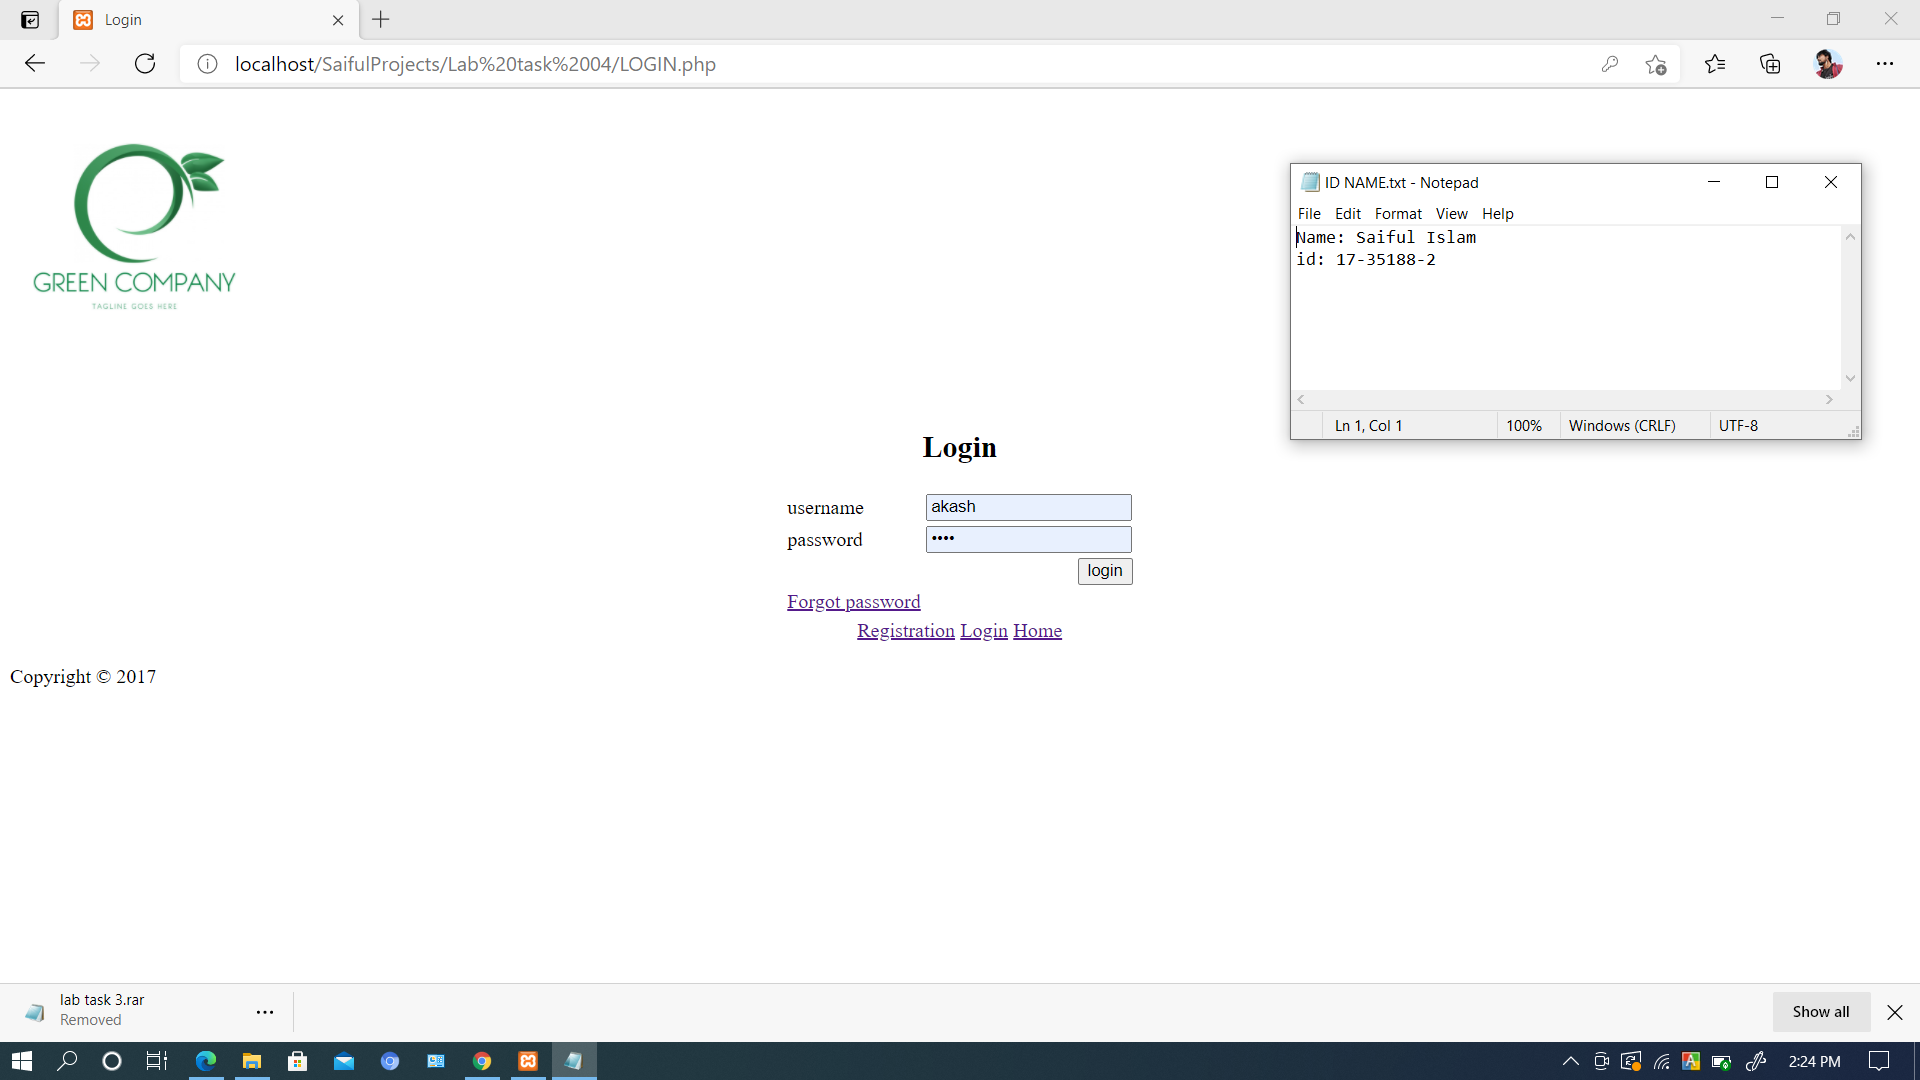 Login
localhost/SaifulProjects/Lab%20task%2004/LOGIN.php
GREEN COMPANY
TAGLINE GOES HERE
ID NAME.txt - Notepad
File Edit Format View Help
Name: Saiful Islam
id: 17-35188-2
Ln 1, Col 1 100% Windows (CRLF) UTF-8
Login
username akash
password ••••
login
Forgot password
Registration Login Home
Copyright © 2017
lab task 3.rar
Removed
Show all
2:24 PM